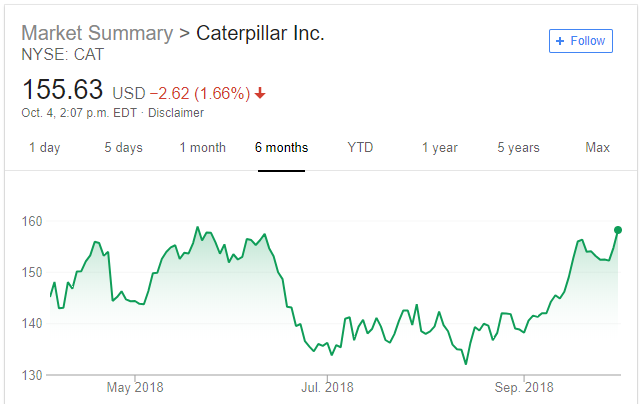 Market Summary > Caterpillar Inc.
NYSE: CAT
+ Follow
155.63 USD −2.62 (1.66%) ↓
Oct. 4, 2:07 p.m. EDT · Disclaimer
1 day 5 days 1 month 6 months YTD 1 year 5 years Max
160
150
140
130
May 2018 Jul. 2018 Sep. 2018